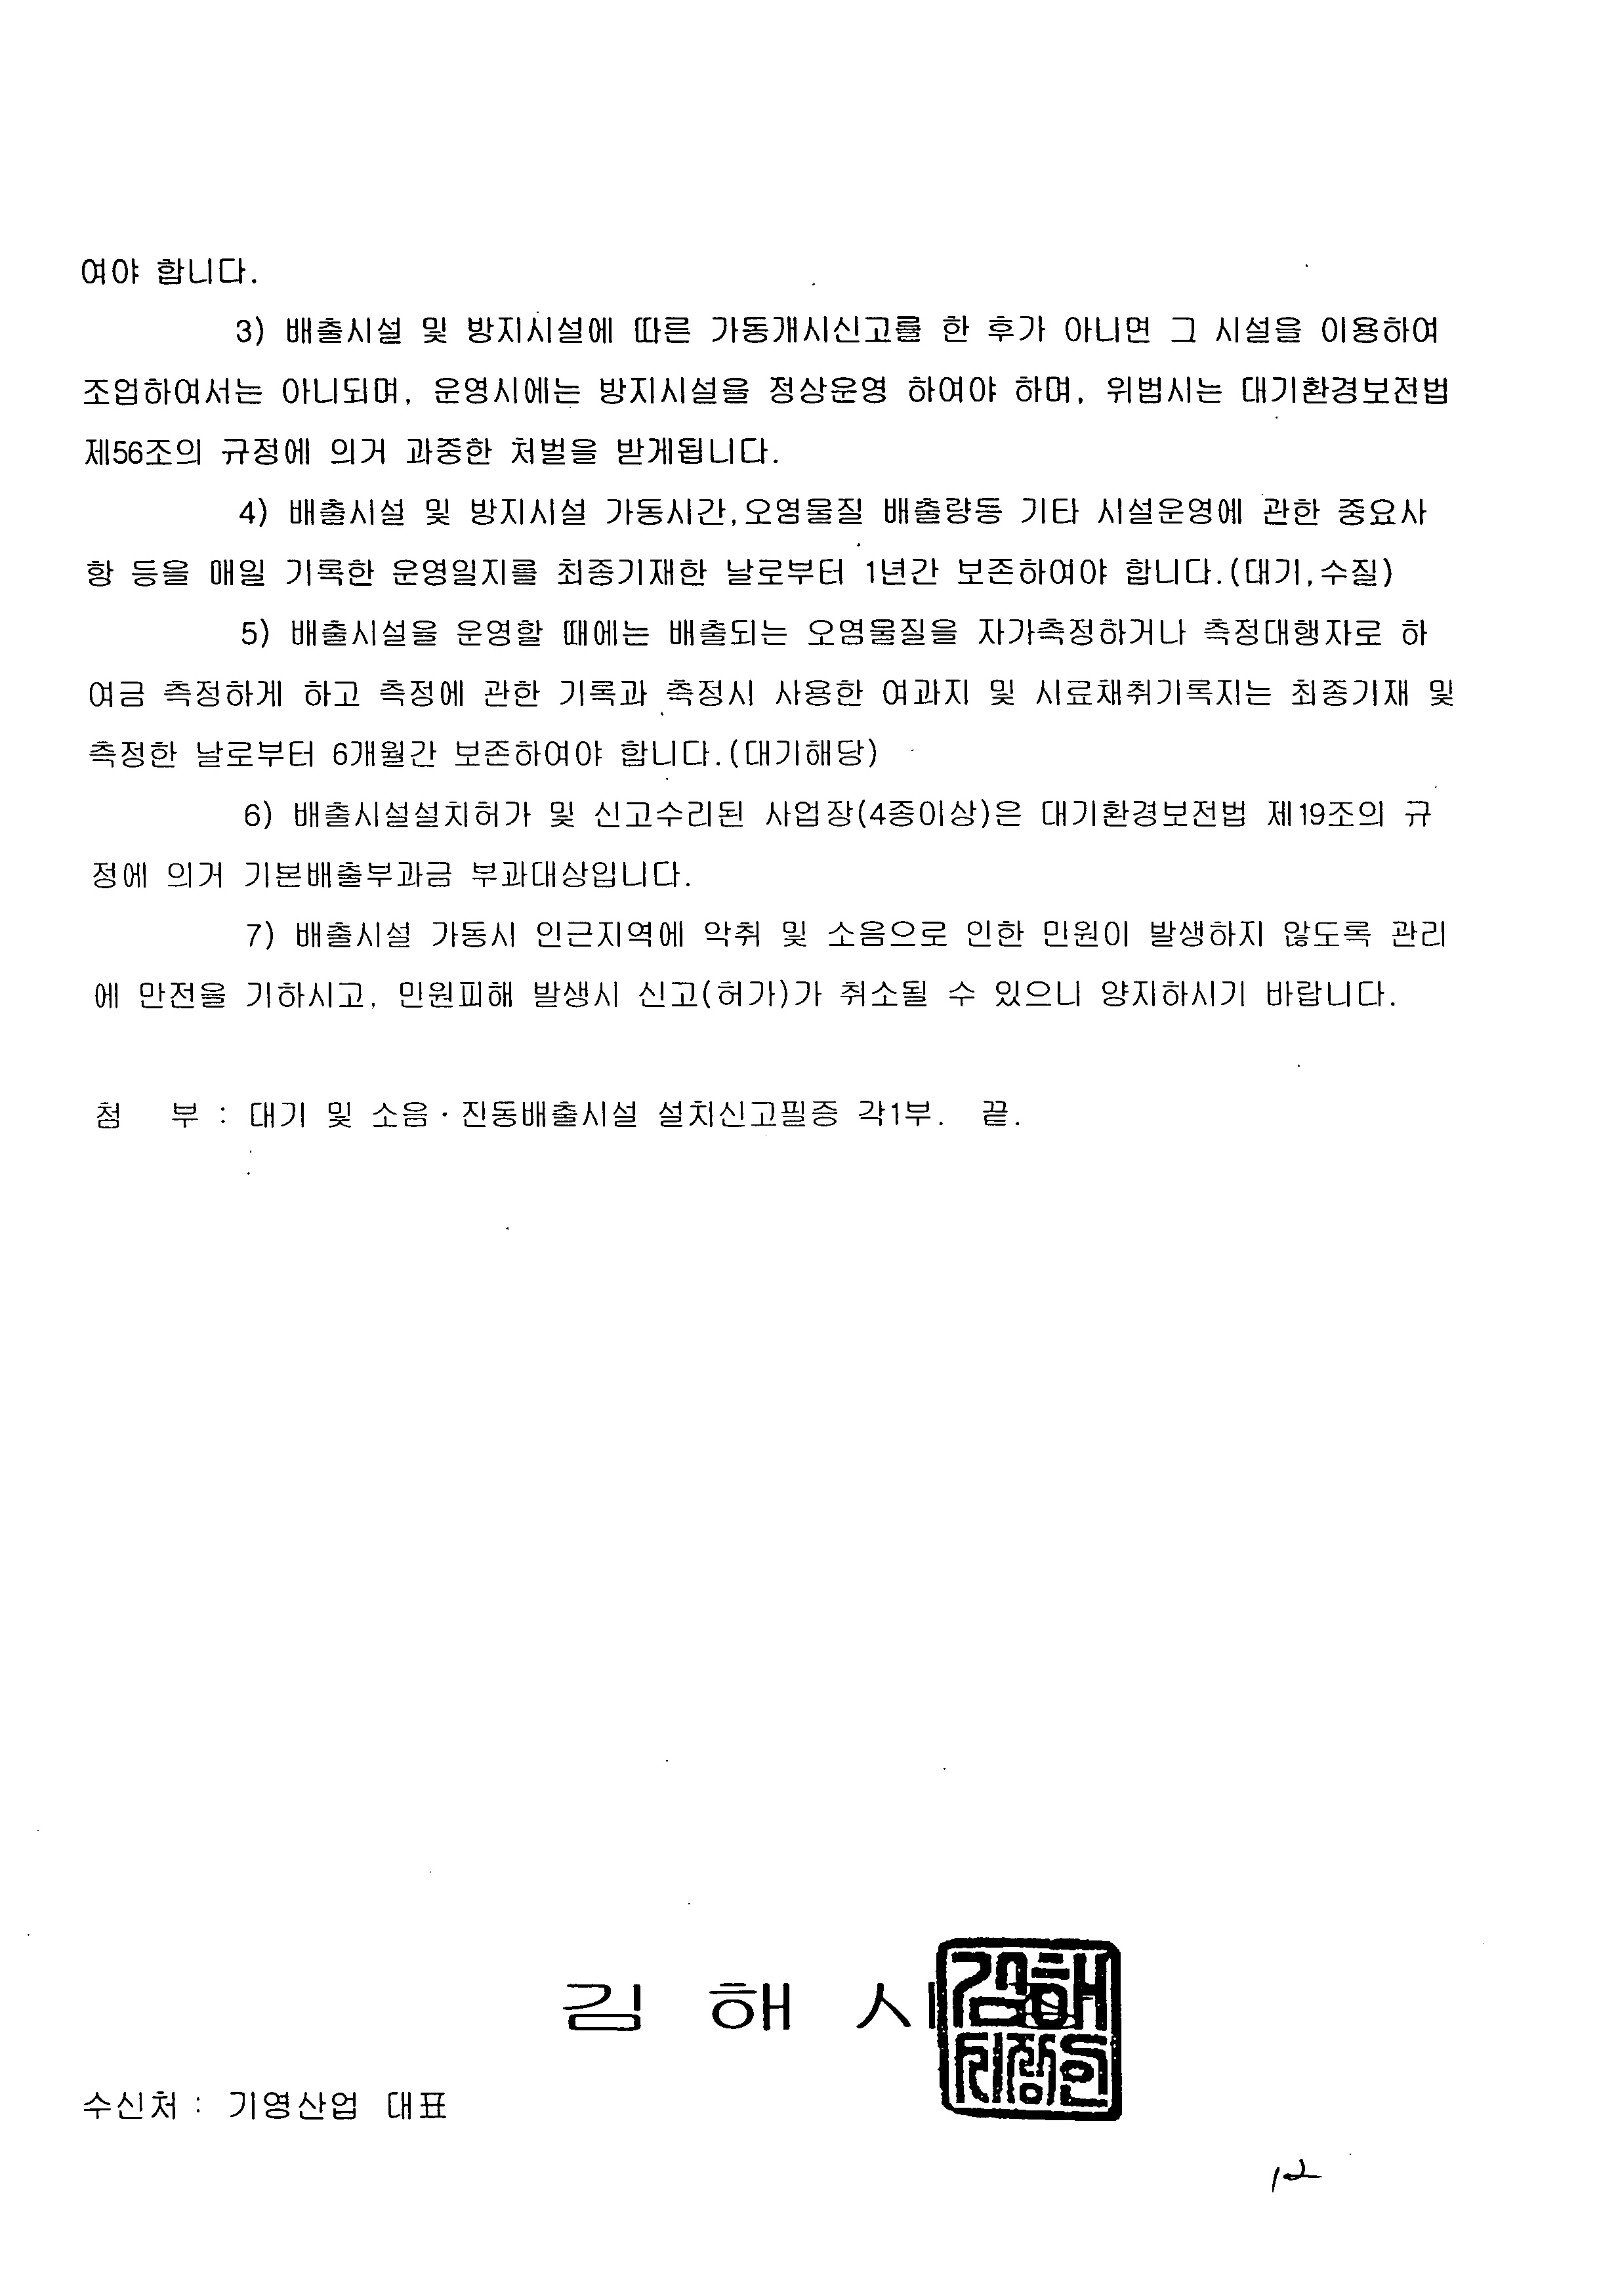 여야 합니다.
3) 배출시설 및 방지시설에 따른 가동개시신고를 한 후가 아니면 그 시설을 이용하여
조업하여서는 아니되며, 운영시에는 방지시설을 정상운영 하여야 하며, 위법시는 대기환경보전법
제56조의 규정에 의거 과중한 처벌을 받게됩니다.
4) 배출시설 및 방지시설 가동시간,오염물질 배출량등 기타 시설운영에 관한 중요사
항 등을 매일 기록한 운영일지를 최종기재한 날로부터 1년간 보존하여야 합니다.(대기,수질)
5) 배출시설을 운영할 때에는 배출되는 오염물질을 자가측정하거나 측정대행자로 하
여금 측정하게 하고 측정에 관한 기록과 측정시 사용한 여과지 및 시료채취기록지는 최종기재 및
측정한 날로부터 6개월간 보존하여야 합니다.(대기해당)
6) 배출시설설치허가 및 신고수리된 사업장(4종이상)은 대기환경보전법 제19조의 규
정에 의거 기본배출부과금 부과대상입니다.
7) 배출시설 가동시 인근지역에 악취 및 소음으로 인한 민원이 발생하지 않도록 관리
에 만전을 기하시고, 민원피해 발생시 신고(허가)가 취소될 수 있으니 양지하시기 바랍니다.
첨 부 : 대기 및 소음·진동배출시설 설치신고필증 각1부. 끝.
김 해 시
김해
시장인
수신처 : 기영산업 대표
12